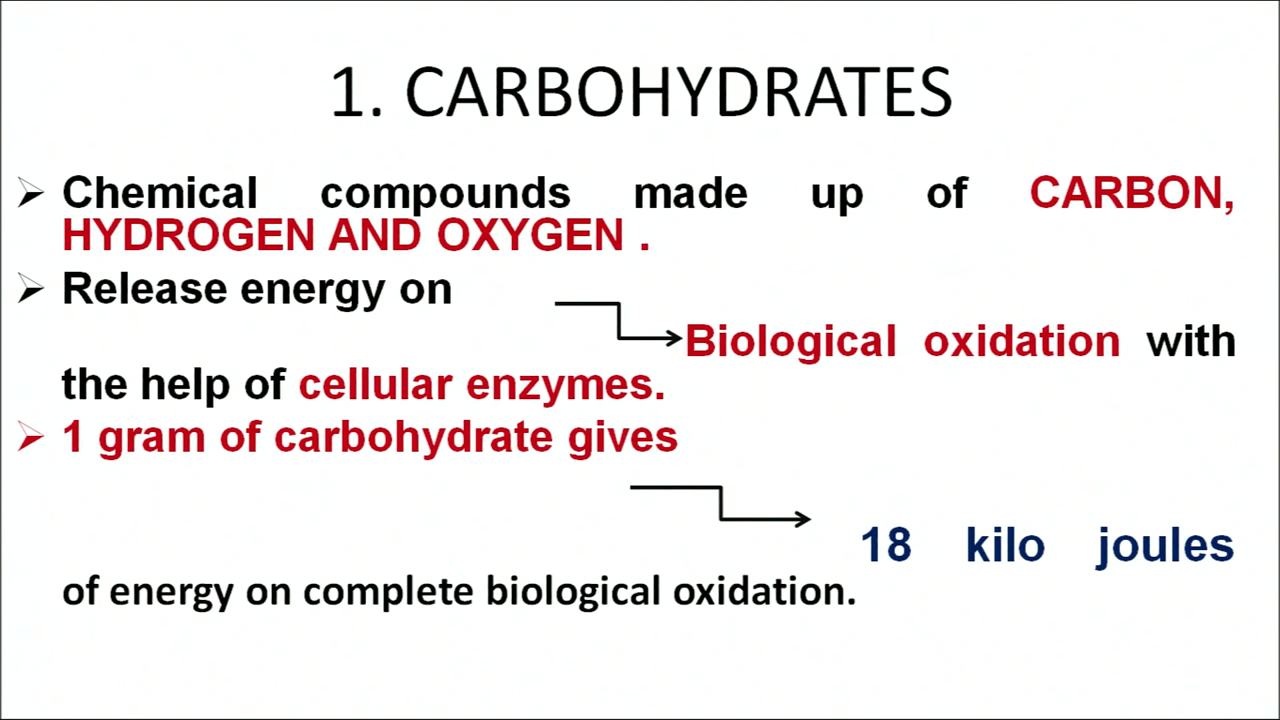 1. CARBOHYDRATES
➢ Chemical compounds made up of CARBON,
HYDROGEN AND OXYGEN .
➢ Release energy on
Biological oxidation with
the help of cellular enzymes.
➢ 1 gram of carbohydrate gives
18 kilo joules
of energy on complete biological oxidation.